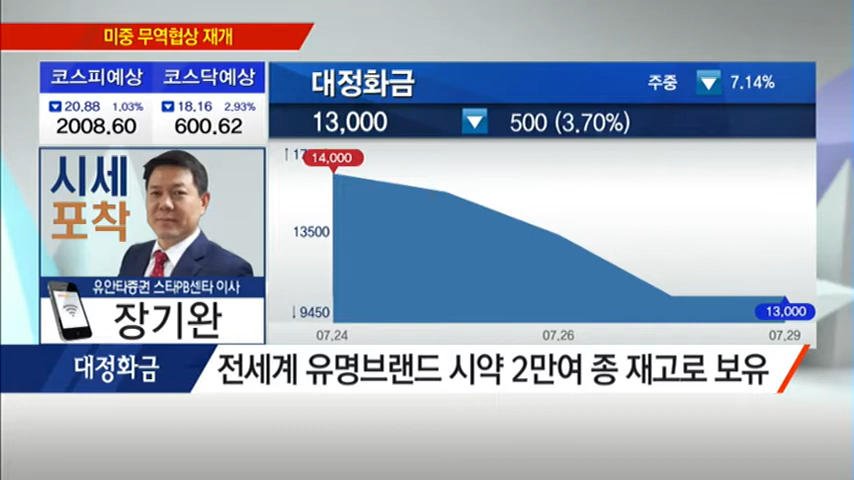 미중 무역협상 재개
코스피예상 코스닥예상
▼20.88 1.03% ▼18.16 2.93%
2008.60 600.62
대정화금 주중 ▼ 7.14%
13,000 ▼ 500 (3.70%)
시세
포착
유안타증권 스타PB센타 이사
장기완
14,000
13500
↓9450
13,000
07.24 07.26 07.29
대정화금 전세계 유명브랜드 시약 2만여 종 재고로 보유